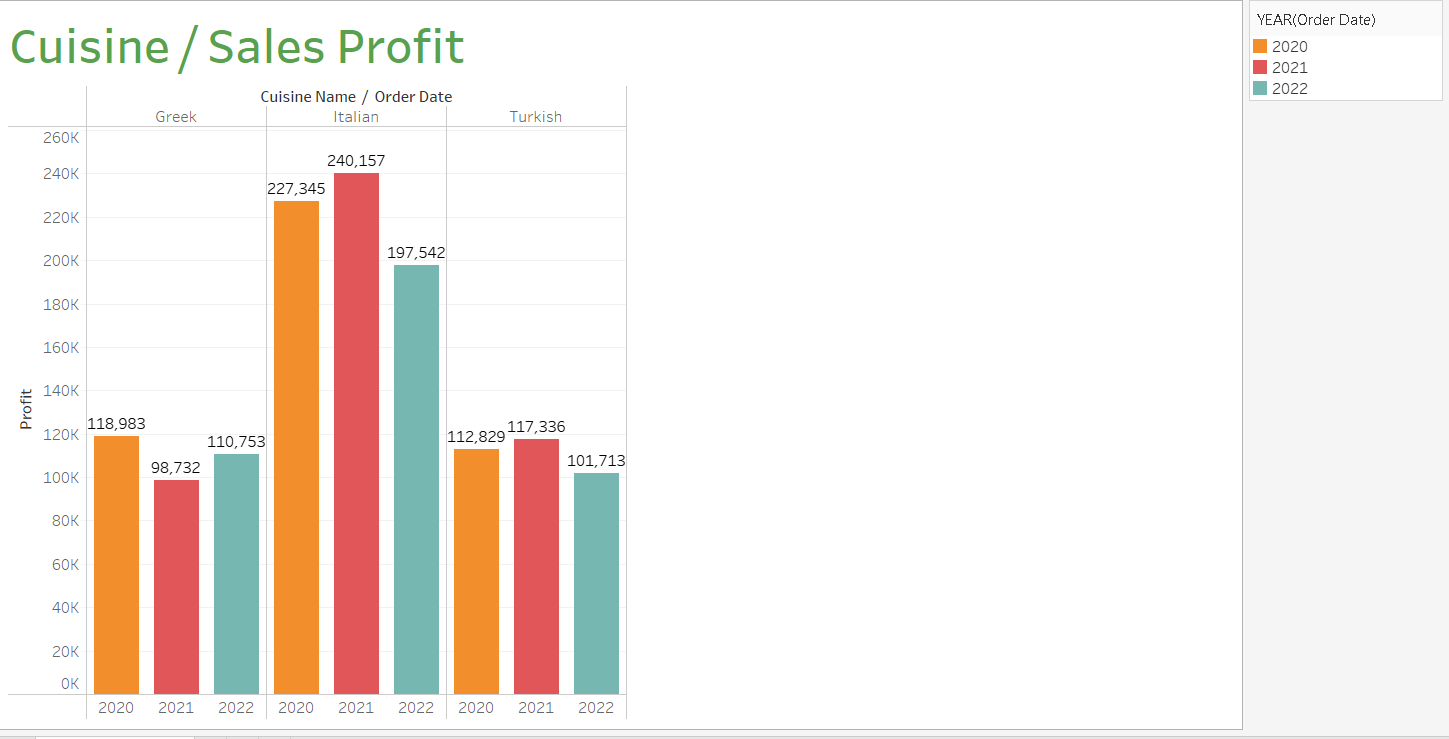 Cuisine / Sales Profit
YEAR(Order Date)
2020
2021
2022
Cuisine Name / Order Date
Greek Italian Turkish
260K
240K
220K
200K
180K
160K
140K
120K
100K
80K
60K
40K
20K
0K
Profit
118,983 98,732 110,753 227,345 240,157 197,542 112,829 117,336 101,713
2020 2021 2022 2020 2021 2022 2020 2021 2022